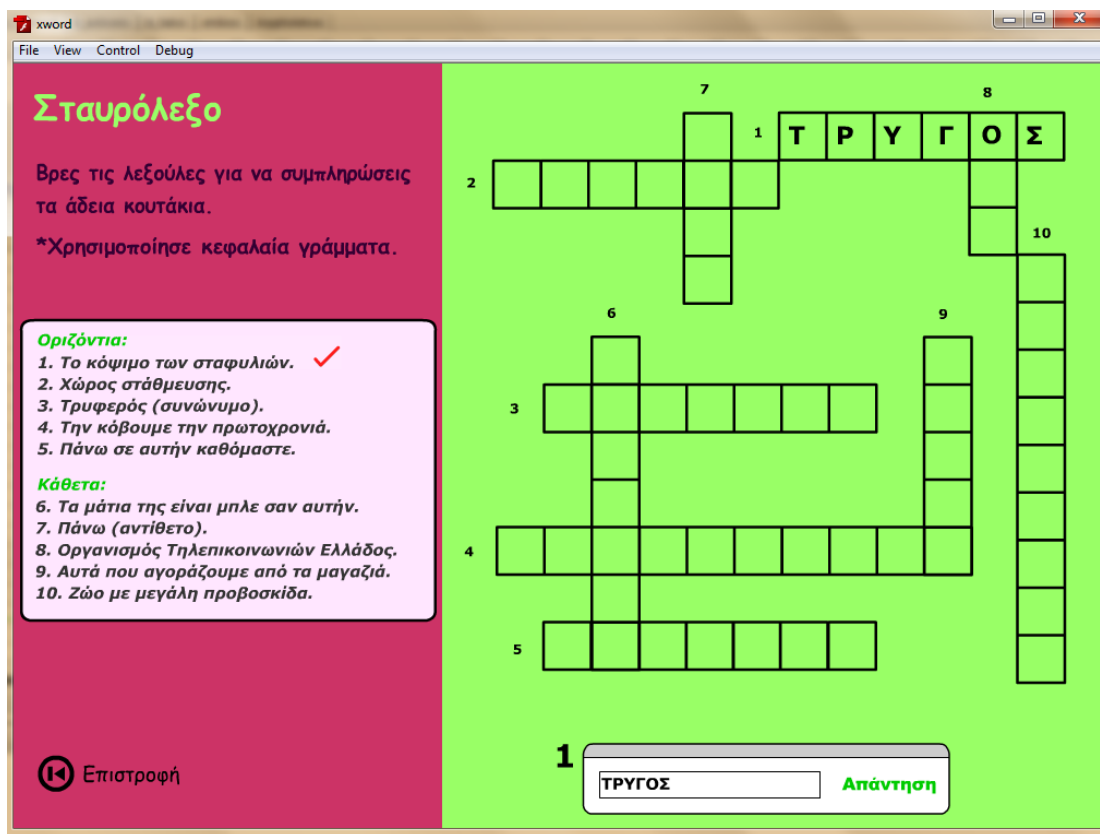 xword
File View Control Debug
Σταυρόλεξο
Βρες τις λεξούλες για να συμπληρώσεις
τα άδεια κουτάκια.
*Χρησιμοποίησε κεφαλαία γράμματα.
Οριζόντια:
1. Το κόψιμο των σταφυλιών.
2. Χώρος στάθμευσης.
3. Τρυφερός (συνώνυμο).
4. Την κόβουμε την πρωτοχρονιά.
5. Πάνω σε αυτήν καθόμαστε.
Κάθετα:
6. Τα μάτια της είναι μπλε σαν αυτήν.
7. Πάνω (αντίθετο).
8. Οργανισμός Τηλεπικοινωνιών Ελλάδος.
9. Αυτά που αγοράζουμε από τα μαγαζιά.
10. Ζώο με μεγάλη προβοσκίδα.
Επιστροφή
7 8
1 Τ Ρ Υ Γ Ο Σ
2
10
6 9
3
4
5
1
ΤΡΥΓΟΣ Απάντηση